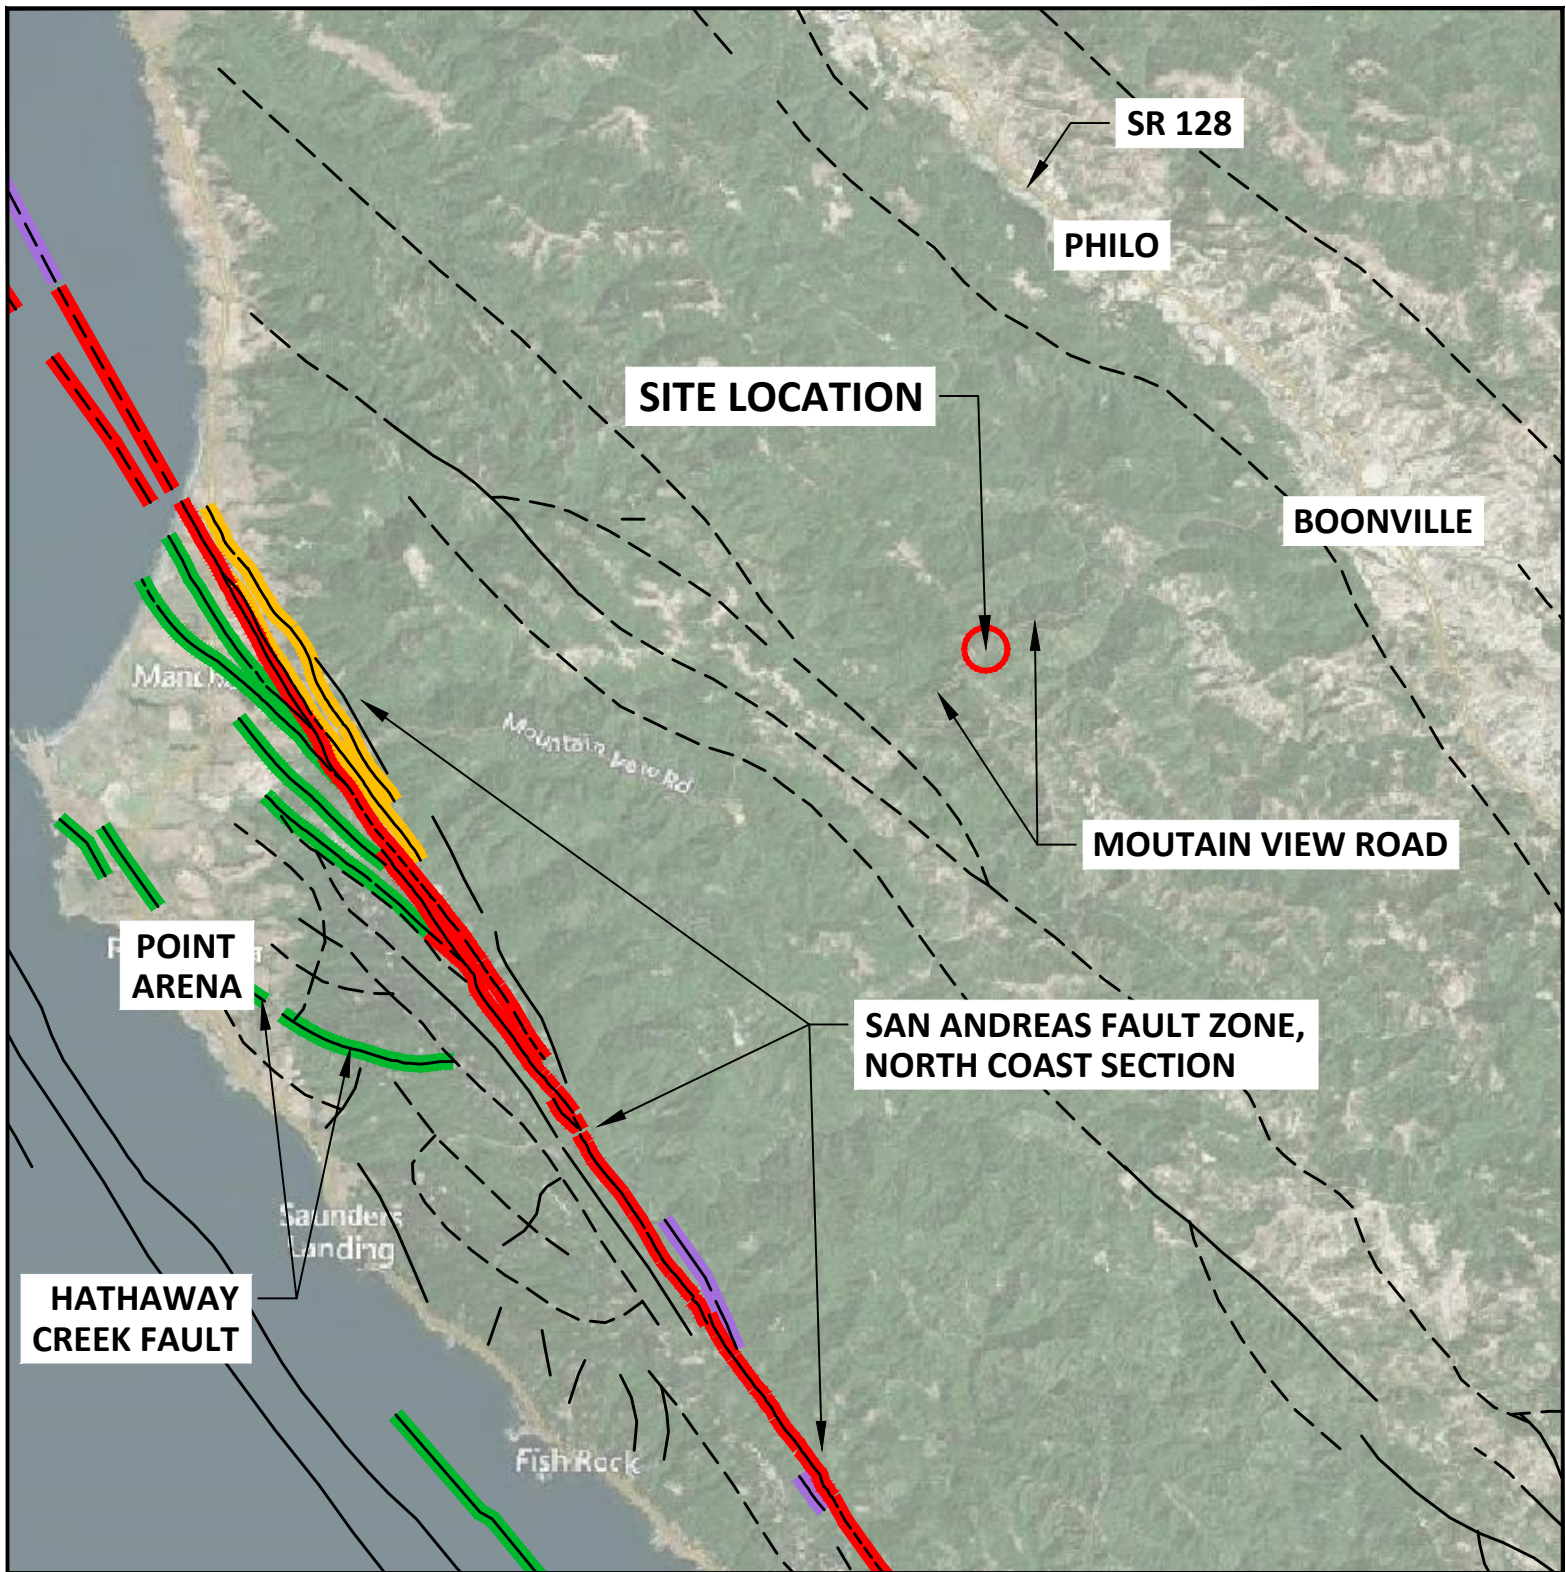 SR 128
PHILO
SITE LOCATION
BOONVILLE
Mountain View Rd
MOUTAIN VIEW ROAD
POINT
ARENA
SAN ANDREAS FAULT ZONE,
NORTH COAST SECTION
Saunders
Landing
HATHAWAY
CREEK FAULT
Fish Rock